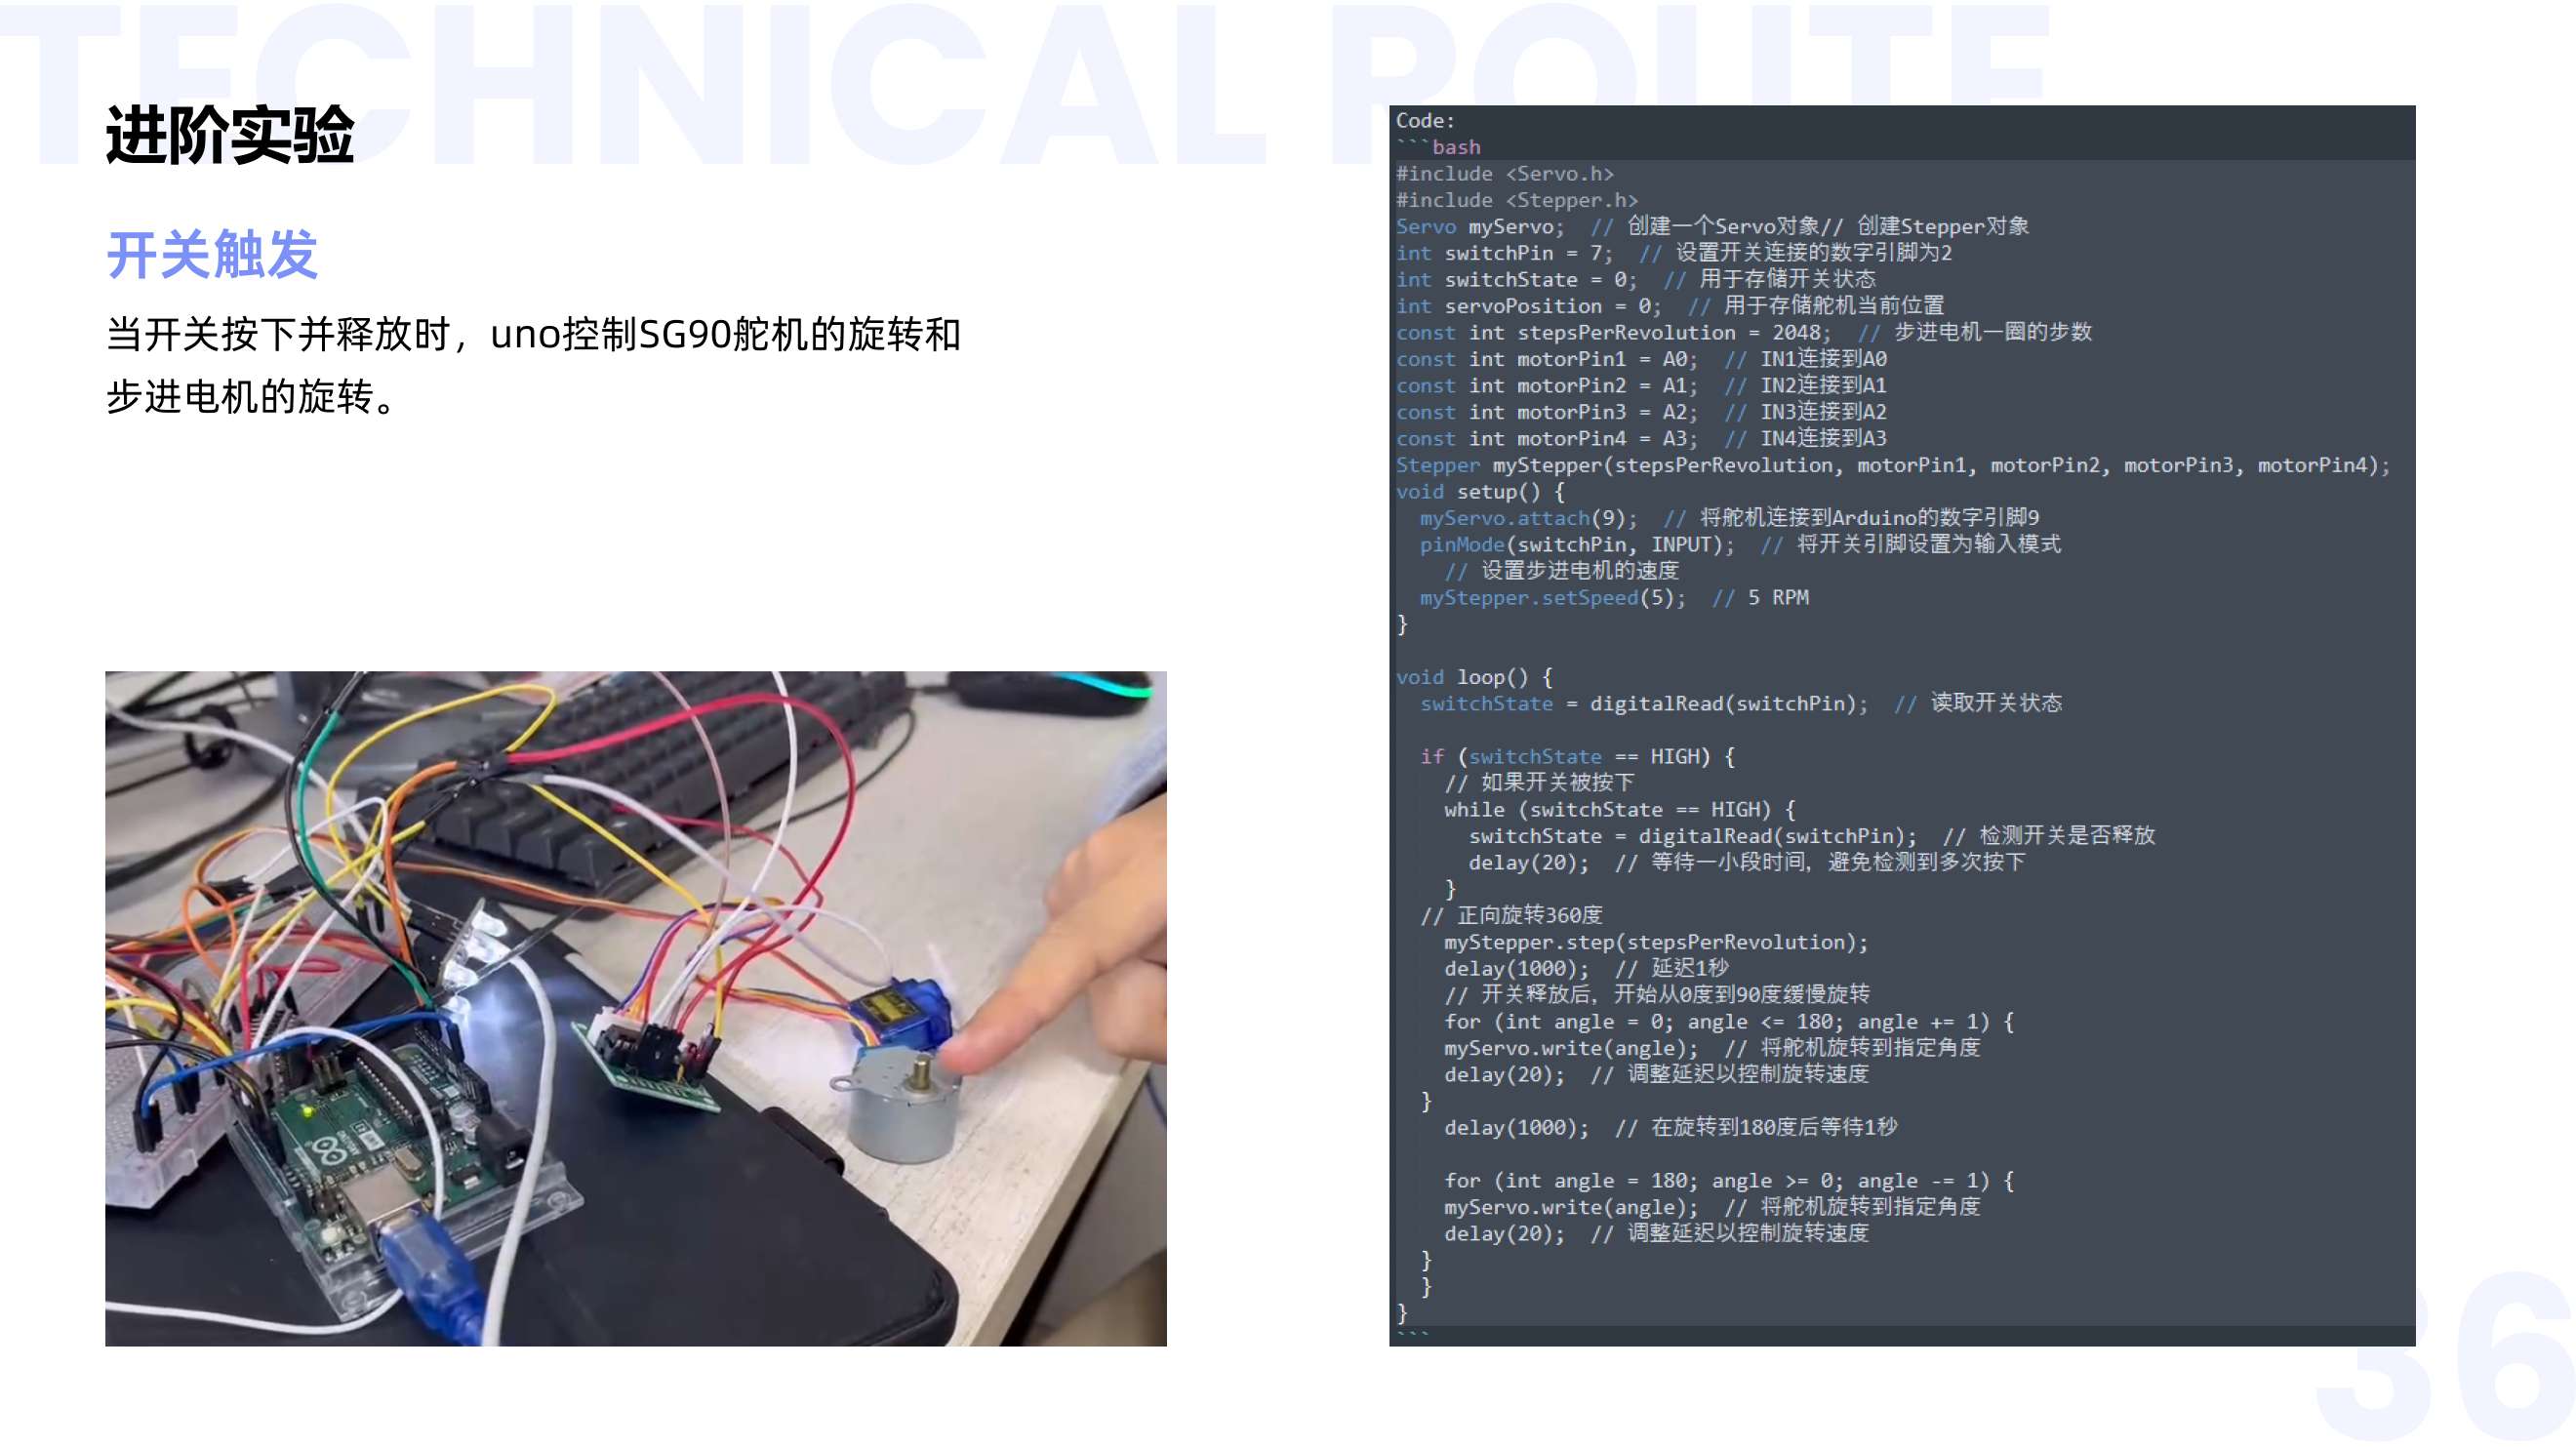 TECHNICAL ROUTE
进阶实验
开关触发
当开关按下并释放时，uno控制SG90舵机的旋转和
步进电机的旋转。
Code:
```bash
#include <Servo.h>
#include <Stepper.h>
Servo myServo;  // 创建一个Servo对象// 创建Stepper对象
int switchPin = 7;  // 设置开关连接的数字引脚为2
int switchState = 0;  // 用于存储开关状态
int servoPosition = 0;  // 用于存储舵机当前位置
const int stepsPerRevolution = 2048;  // 步进电机一圈的步数
const int motorPin1 = A0;  // IN1连接到A0
const int motorPin2 = A1;  // IN2连接到A1
const int motorPin3 = A2;  // IN3连接到A2
const int motorPin4 = A3;  // IN4连接到A3
Stepper myStepper(stepsPerRevolution, motorPin1, motorPin2, motorPin3, motorPin4);
void setup() {
  myServo.attach(9);  // 将舵机连接到Arduino的数字引脚9
  pinMode(switchPin, INPUT);  // 将开关引脚设置为输入模式
    // 设置步进电机的速度
  myStepper.setSpeed(5);  // 5 RPM
}
void loop() {
  switchState = digitalRead(switchPin);  // 读取开关状态
  if (switchState == HIGH) {
    // 如果开关被按下
    while (switchState == HIGH) {
      switchState = digitalRead(switchPin);  // 检测开关是否释放
      delay(20);  // 等待一小段时间，避免检测到多次按下
    }
  // 正向旋转360度
    myStepper.step(stepsPerRevolution);
    delay(1000);  // 延迟1秒
    // 开关释放后，开始从0度到90度缓慢旋转
    for (int angle = 0; angle <= 180; angle += 1) {
    myServo.write(angle);  // 将舵机旋转到指定角度
    delay(20);  // 调整延迟以控制旋转速度
  }
    delay(1000);  // 在旋转到180度后等待1秒
    for (int angle = 180; angle >= 0; angle -= 1) {
    myServo.write(angle);  // 将舵机旋转到指定角度
    delay(20);  // 调整延迟以控制旋转速度
  }
  }
}
```
36